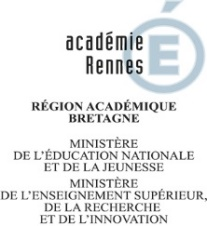 académie
Rennes
É
RÉGION ACADÉMIQUE
BRETAGNE
MINISTÈRE
DE L'ÉDUCATION NATIONALE
ET DE LA JEUNESSE
MINISTÈRE
DE L'ENSEIGNEMENT SUPÉRIEUR,
DE LA RECHERCHE
ET DE L'INNOVATION